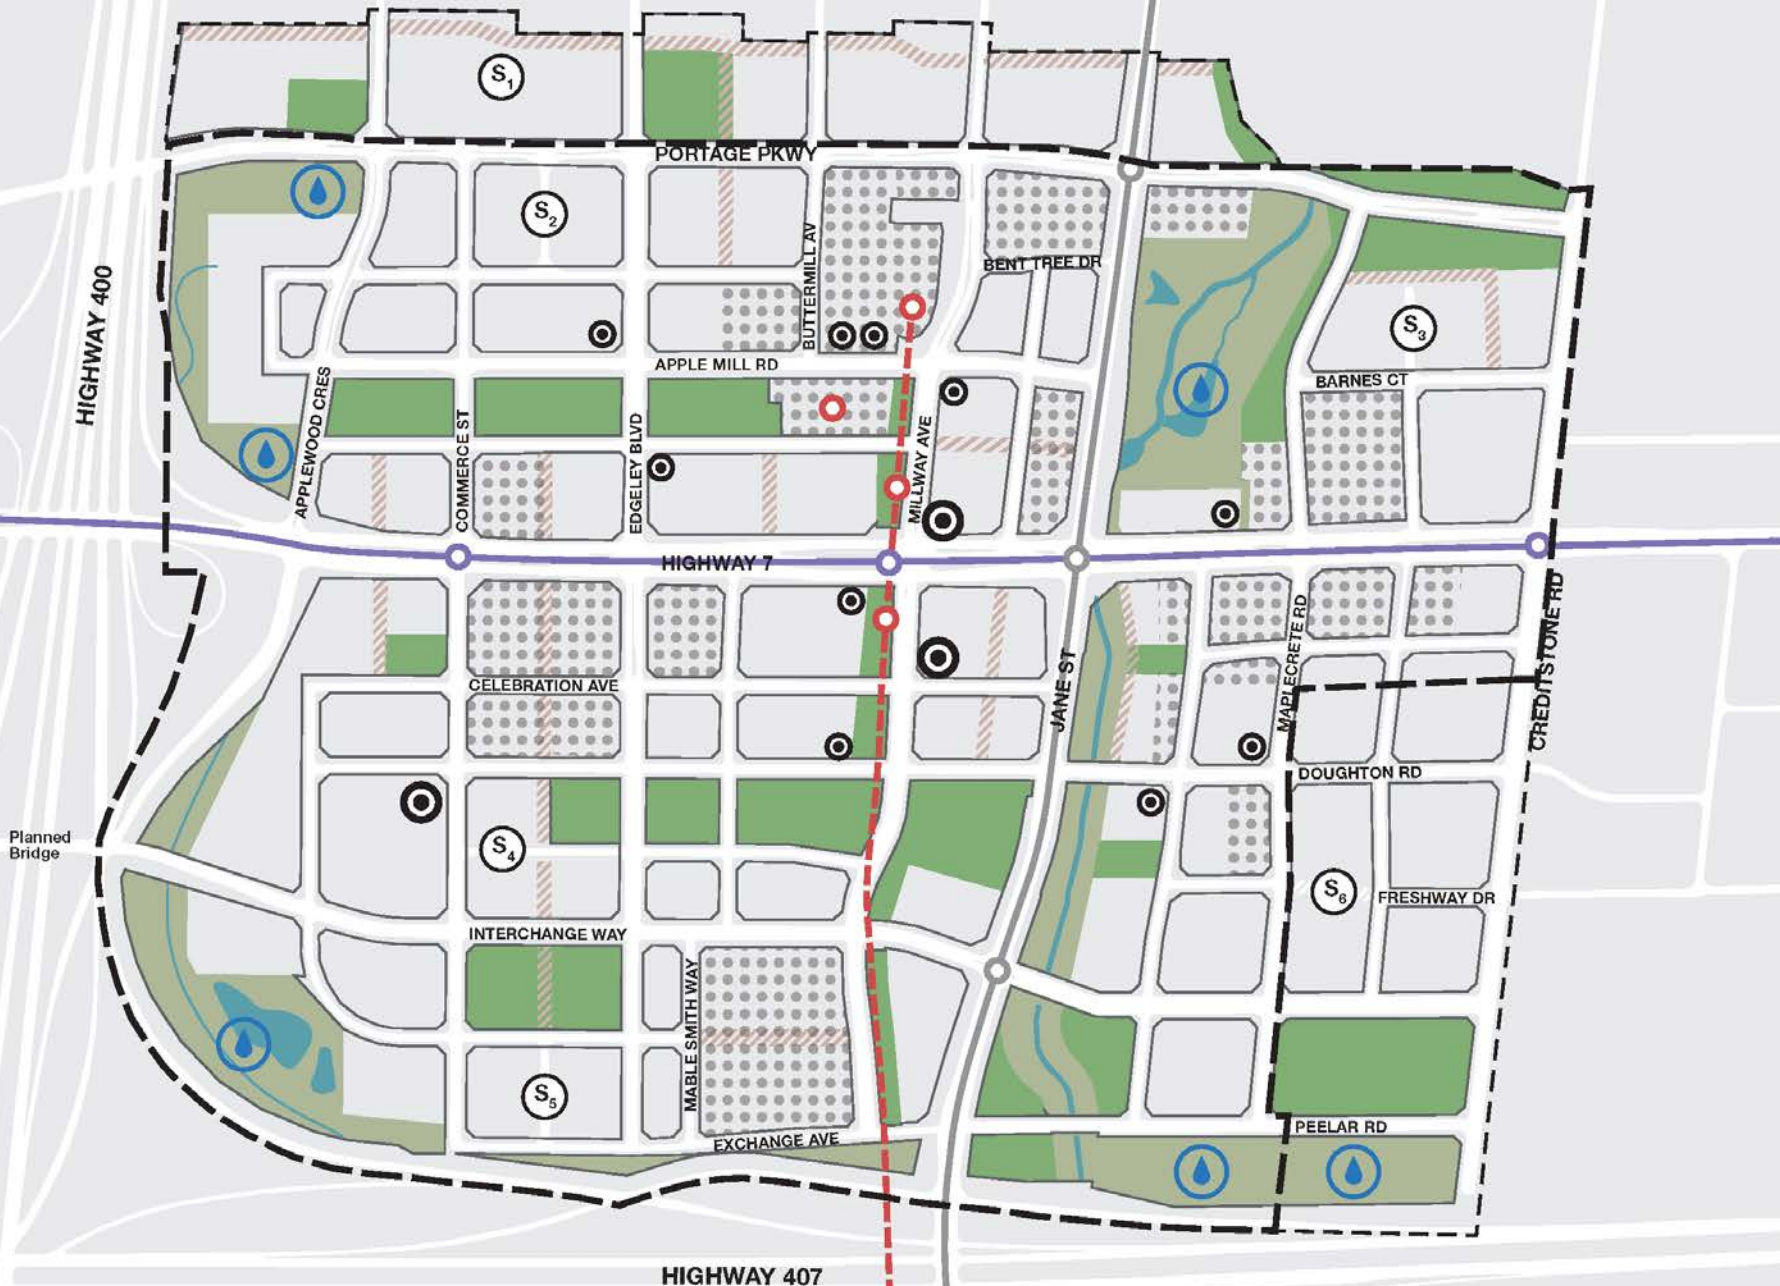 S1
PORTAGE PKWY
S2
BUTTERMILL AV
BENT TREE DR
HIGHWAY 400
S3
APPLE MILL RD
BARNES CT
APPLEWOOD CRES
COMMERCE ST
EDGELEY BLVD
MILLWAY AVE
HIGHWAY 7
CREDITSTONE RD
MAPLECRETE RD
JANE ST
CELEBRATION AVE
DOUGHTON RD
Planned
Bridge
S4
S6
FRESHWAY DR
INTERCHANGE WAY
MABLE SMITH WAY
S5
EXCHANGE AVE
PEELAR RD
HIGHWAY 407